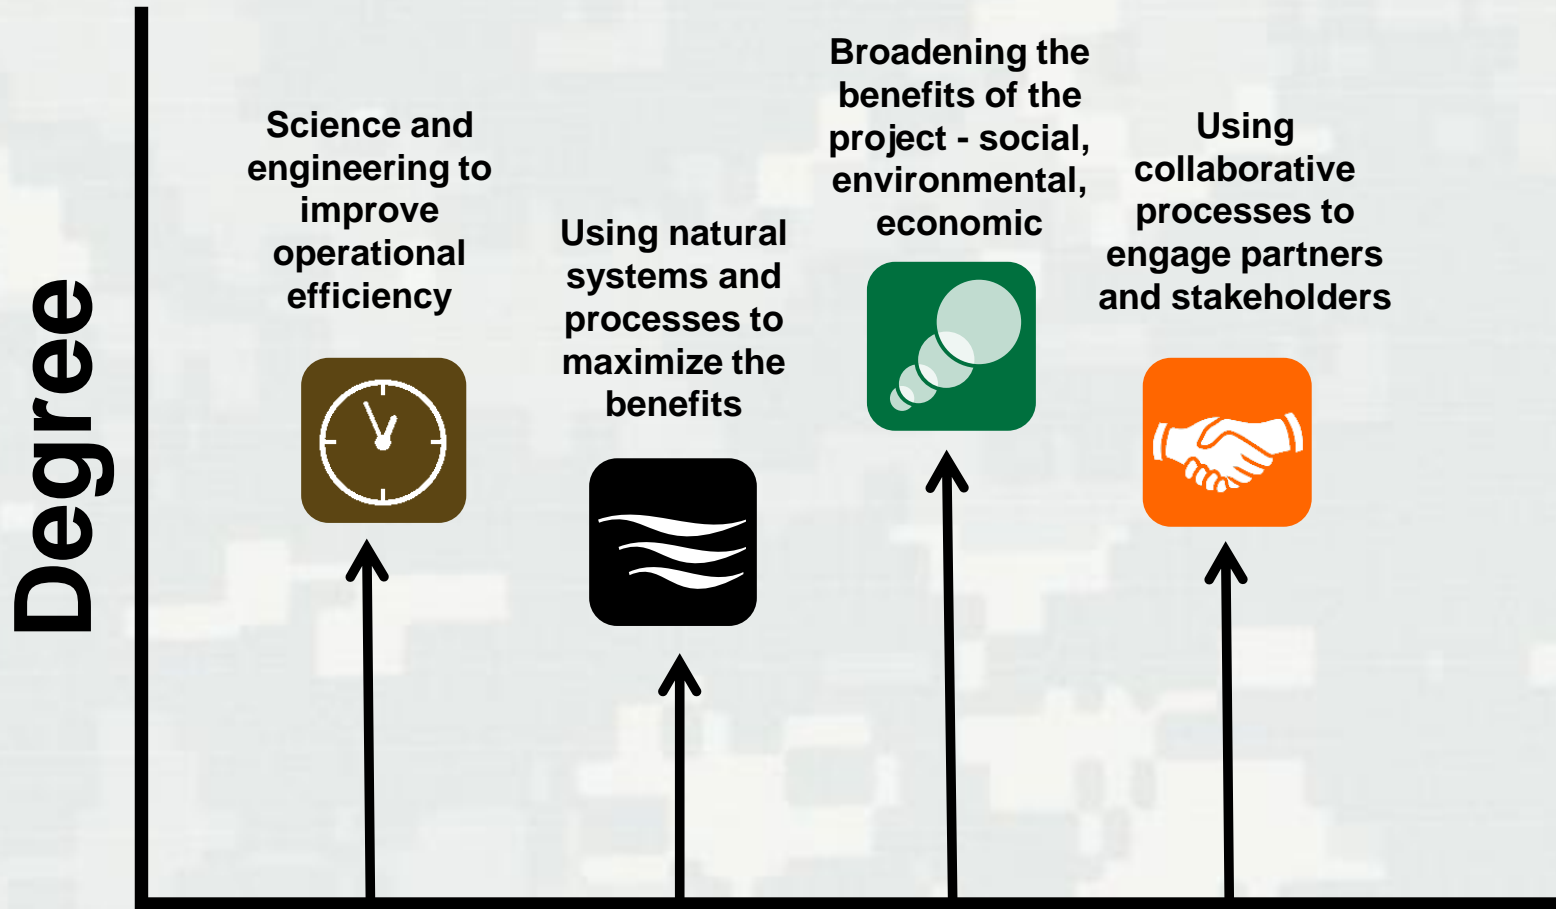 Degree
Science and
engineering to
improve
operational
efficiency
Using natural
systems and
processes to
maximize the
benefits
Broadening the
benefits of the
project - social,
environmental,
economic
Using
collaborative
processes to
engage partners
and stakeholders